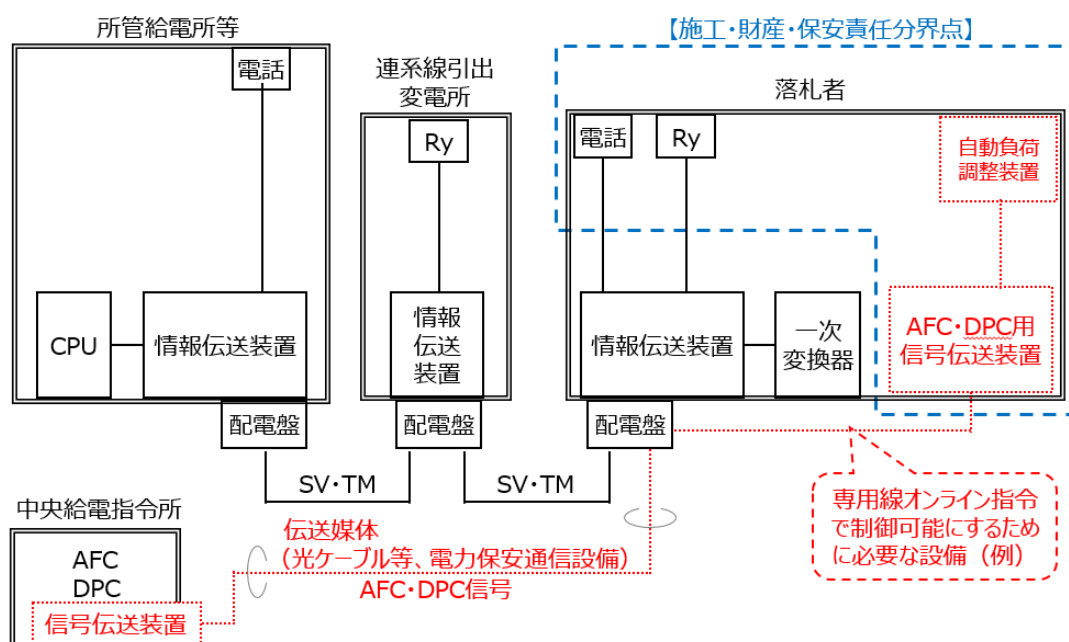 所管給電所等
電話
CPU
情報伝送装置
配電盤
連系線引出
変電所
Ry
情報
伝送
装置
配電盤
【施工・財産・保安責任分界点】
落札者
電話
Ry
自動負荷
調整装置
情報伝送装置
一次
変換器
AFC・DPC用
信号伝送装置
配電盤
SV・TM
SV・TM
専用線オンライン指令
で制御可能にするため
に必要な設備（例）
中央給電指令所
AFC
DPC
信号伝送装置
伝送媒体
（光ケーブル等、電力保安通信設備）
AFC・DPC信号